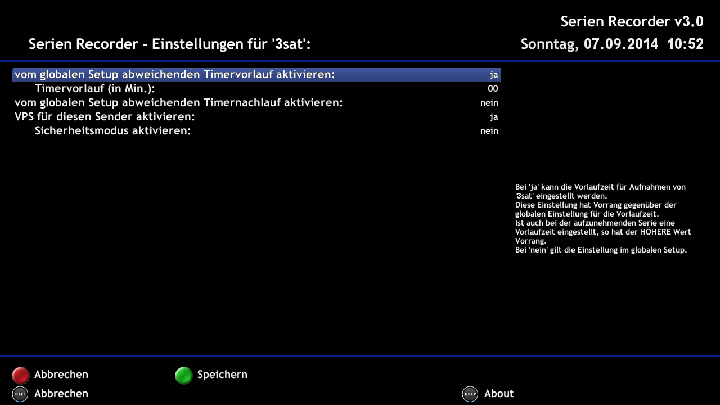 Serien Recorder v3.0
Serien Recorder - Einstellungen für '3sat':
Sonntag, 07.09.2014 10:52
vom globalen Setup abweichenden Timervorlauf aktivieren: ja
Timervorlauf (in Min.): 00
vom globalen Setup abweichenden Timernachlauf aktivieren: nein
VPS für diesen Sender aktivieren: ja
Sicherheitsmodus aktivieren: nein
Bei 'ja' kann die Vorlaufzeit für Aufnahmen von
'3sat' eingestellt werden.
Diese Einstellung hat Vorrang gegenüber der
globalen Einstellung für die Vorlaufzeit.
Ist auch bei der aufzunehmenden Serie eine
Vorlaufzeit eingestellt, so hat der HÖHERE Wert
Vorrang.
Bei 'nein' gilt die Einstellung im globalen Setup.
Abbrechen
Speichern
Abbrechen
About